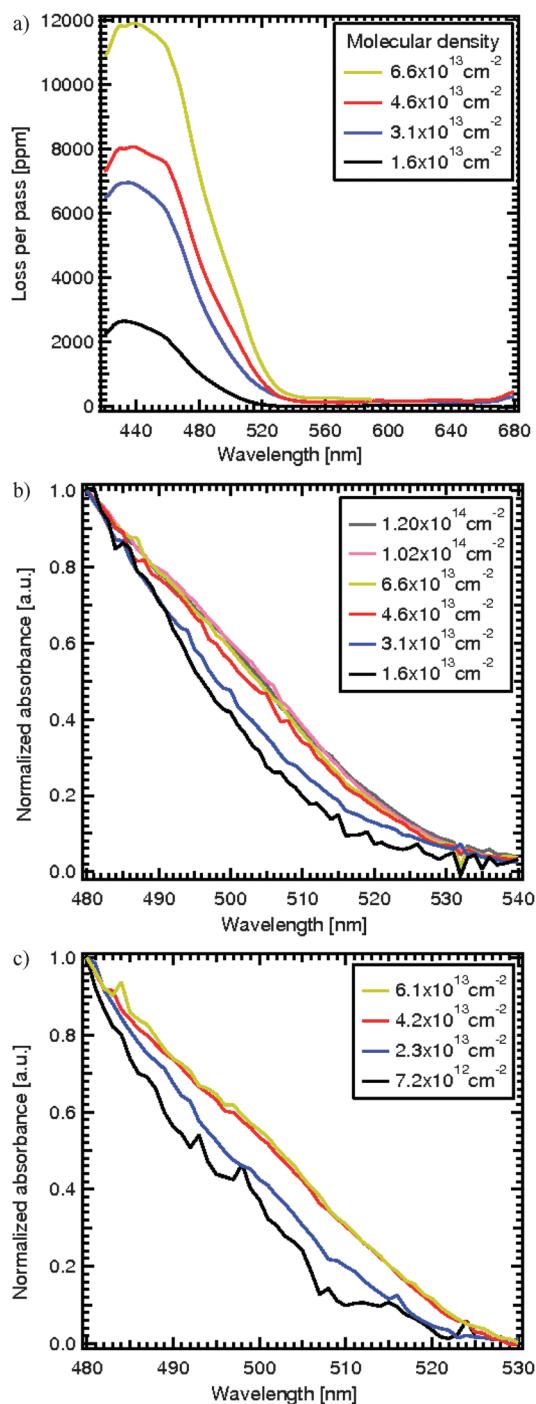 a)
12000
10000
8000
6000
4000
2000
0
Loss per pass [ppm]
Molecular density
6.6x10¹³cm⁻²
4.6x10¹³cm⁻²
3.1x10¹³cm⁻²
1.6x10¹³cm⁻²
440 480 520 560 600 640 680
Wavelength [nm]
b)
1.0
0.8
0.6
0.4
0.2
0.0
Normalized absorbance [a.u.]
1.20x10¹⁴cm⁻²
1.02x10¹⁴cm⁻²
6.6x10¹³cm⁻²
4.6x10¹³cm⁻²
3.1x10¹³cm⁻²
1.6x10¹³cm⁻²
480 490 500 510 520 530 540
Wavelength [nm]
c)
1.0
0.8
0.6
0.4
0.2
0.0
Normalized absorbance [a.u.]
6.1x10¹³cm⁻²
4.2x10¹³cm⁻²
2.3x10¹³cm⁻²
7.2x10¹²cm⁻²
480 490 500 510 520 530
Wavelength [nm]